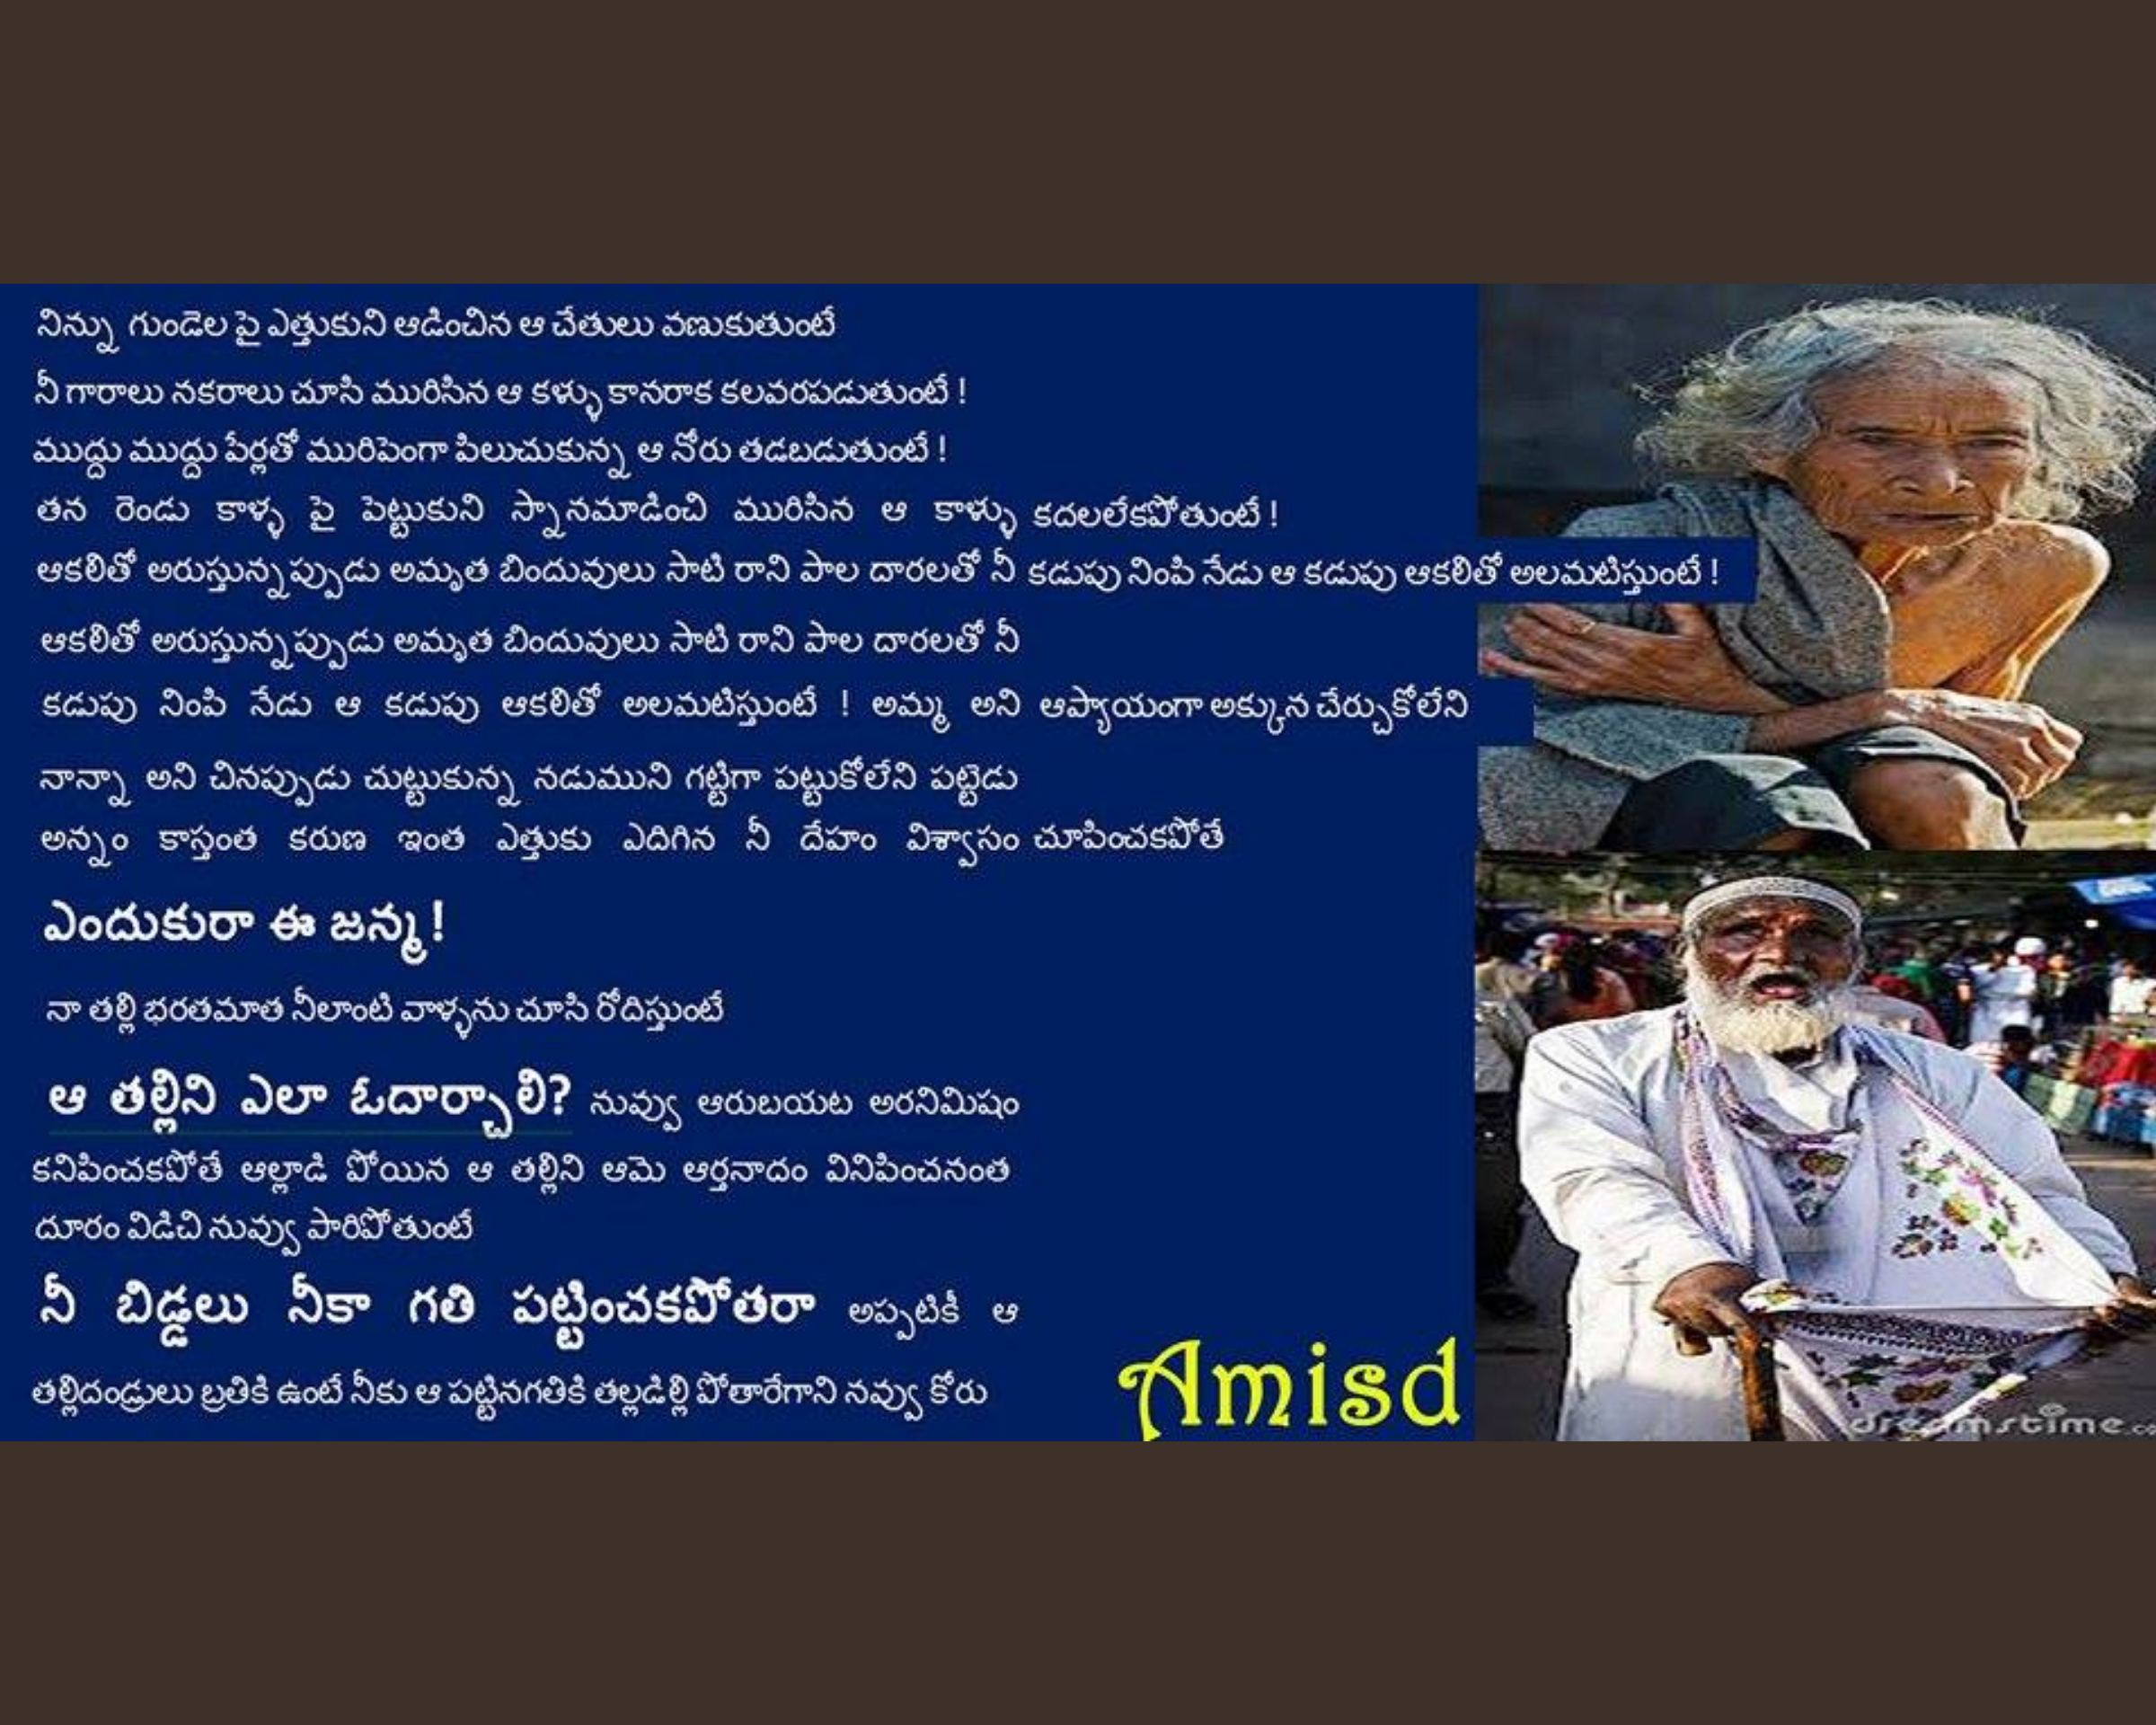 నిన్ను గుండెల పై ఎత్తుకుని ఆడించిన ఆ చేతులు వణుకుతుంటే
నీ గారాలు నకరాలు చూసి మురిసిన ఆ కళ్ళు కానరాక కలవరపడుతుంటే !
ముద్దు ముద్దు పేర్లతో మురిపెంగా పిలుచుకున్న ఆ నోరు తడబడుతుంటే !
తన రెండు కాళ్ళ పై పెట్టుకుని స్నానమాడించి మురిసిన ఆ కాళ్ళు కదలలేకపోతుంటే !
ఆకలితో అరుస్తున్నప్పుడు అమృత బిందువులు సాటి రాని పాల దారలతో నీ కడుపు నింపి నేడు ఆ కడుపు ఆకలితో అలమటిస్తుంటే !
ఆకలితో అరుస్తున్నప్పుడు అమృత బిందువులు సాటి రాని పాల దారలతో నీ
కడుపు నింపి నేడు ఆ కడుపు ఆకలితో అలమటిస్తుంటే ! అమ్మ అని ఆప్యాయంగా అక్కున చేర్చుకోలేని
నాన్నా అని చినప్పుడు చుట్టుకున్న నడుముని గట్టిగా పట్టుకోలేని పట్టెడు
అన్నం కాస్తంత కరుణ ఇంత ఎత్తుకు ఎదిగిన నీ దేహం విశ్వాసం చూపించకపోతే
ఎందుకురా ఈ జన్మ !
నా తల్లి భరతమాత నీలాంటి వాళ్ళను చూసి రోదిస్తుంటే
ఆ తల్లిని ఎలా ఓదార్చాలి? నువ్వు ఆరుబయట అరనిమిషం
కనిపించకపోతే ఆల్లాడి పోయిన ఆ తల్లిని ఆమె ఆర్తనాదం వినిపించనంత
దూరం విడిచి నువ్వు పారిపోతుంటే
నీ బిడ్డలు నీకా గతి పట్టించకపోతరా అప్పటికీ ఆ
తల్లిదండ్రులు బ్రతికి ఉంటే నీకు ఆ పట్టినగతికి తల్లడిల్లి పోతారేగాని నవ్వు కోరు
Amisd
dreamstime.co